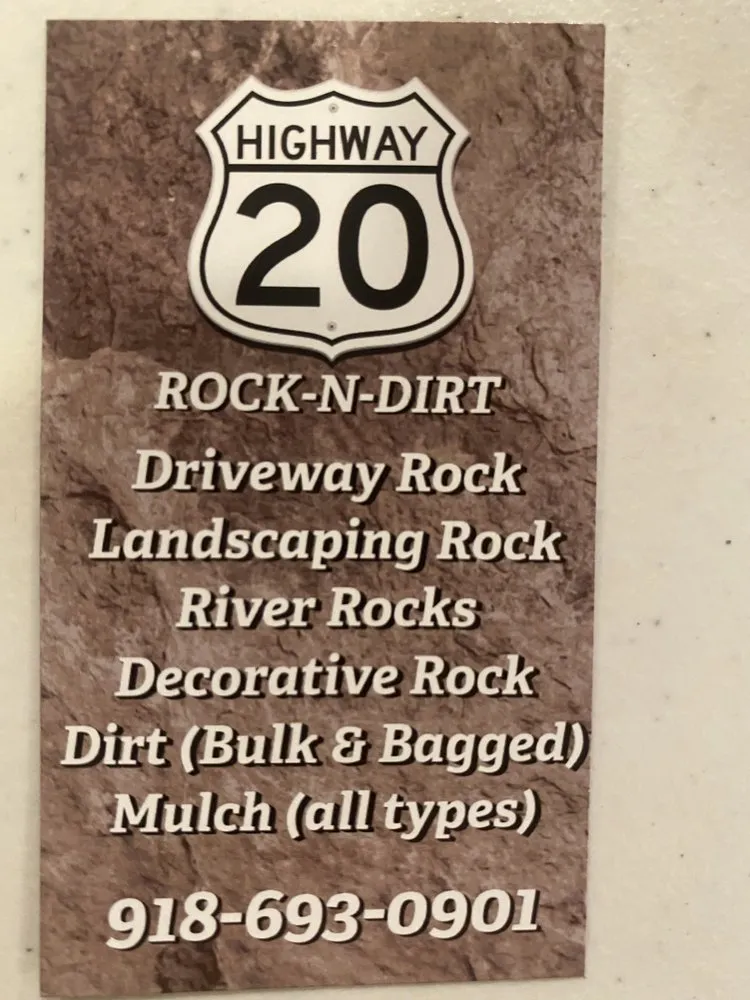 HIGHWAY
20
ROCK-N-DIRT
Driveway Rock
Landscaping Rock
River Rocks
Decorative Rock
Dirt (Bulk & Bagged)
Mulch (all types)
918-693-0901